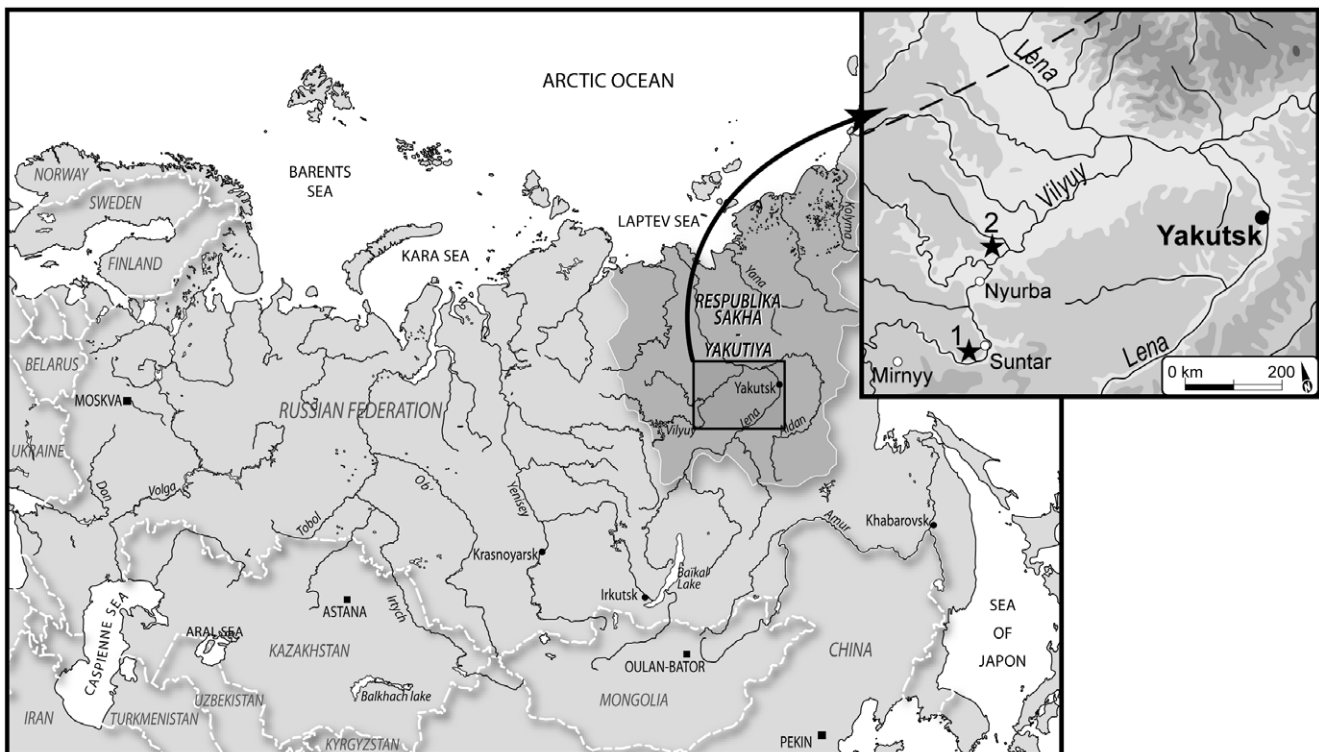 ARCTIC OCEAN
NORWAY
SWEDEN
FINLAND
BARENTS
SEA
KARA SEA
LAPTEV SEA
Yana
Kolyma
RESPUBLIKA
SAKHA
-
YAKUTIYA
Yakutsk
Lena
Vilyuy
Aldan
BELARUS
MOSKVA
UKRAINE
RUSSIAN FEDERATION
Don
Volga
Tobol
Ob'
Yenisey
Krasnoyarsk
Irkutsk
Baïkal
Lake
Amur
Khabarovsk
CASPIENNE SEA
ARAL SEA
ASTANA
Irtych
KAZAKHSTAN
Balkhach lake
OULAN-BATOR
MONGOLIA
CHINA
SEA
OF
JAPON
IRAN
TURKMENISTAN
UZBEKISTAN
KYRGYZSTAN
PEKIN
Lena
Vilyuy
2
Yakutsk
Nyurba
1
Suntar
Mirnyy
Lena
0 km 200
N